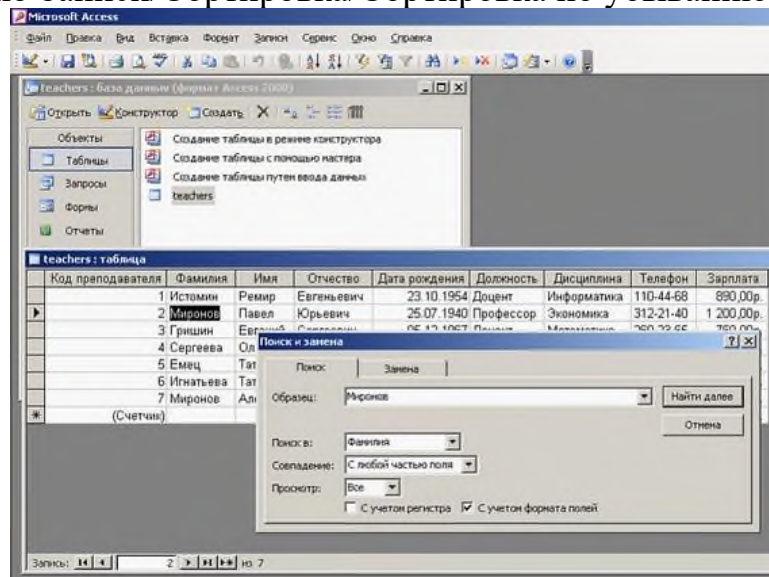 Microsoft Access
Файл Правка Вид Вставка Формат Записи Сервис Окно Справка
teachers : база данных (формат Access 2000)
Открыть Конструктор Создать
Объекты
Таблицы
Запросы
Формы
Отчеты
Создание таблицы в режиме конструктора
Создание таблицы с помощью мастера
Создание таблицы путем ввода данных
teachers
teachers : таблица
Код преподавателя Фамилия Имя Отчество Дата рождения Должность Дисциплина Телефон Зарплата
1 Истомин Ремир Евгеньевич 23.10.1954 Доцент Информатика 110-44-68 890,00р.
2 Миронов Павел Юрьевич 25.07.1940 Профессор Экономика 312-21-40 1 200,00р.
3 Гришин
4 Сергеева Ол
5 Емец Тат
6 Игнатьева Тат
7 Миронов Але
(Счетчик)
Поиск и замена
Поиск Замена
Образец: Миронов Найти далее
Отмена
Поиск в: Фамилия
Совпадение: С любой частью поля
Просмотр: Все
С учетом регистра С учетом формата полей
Запись: 2 из 7